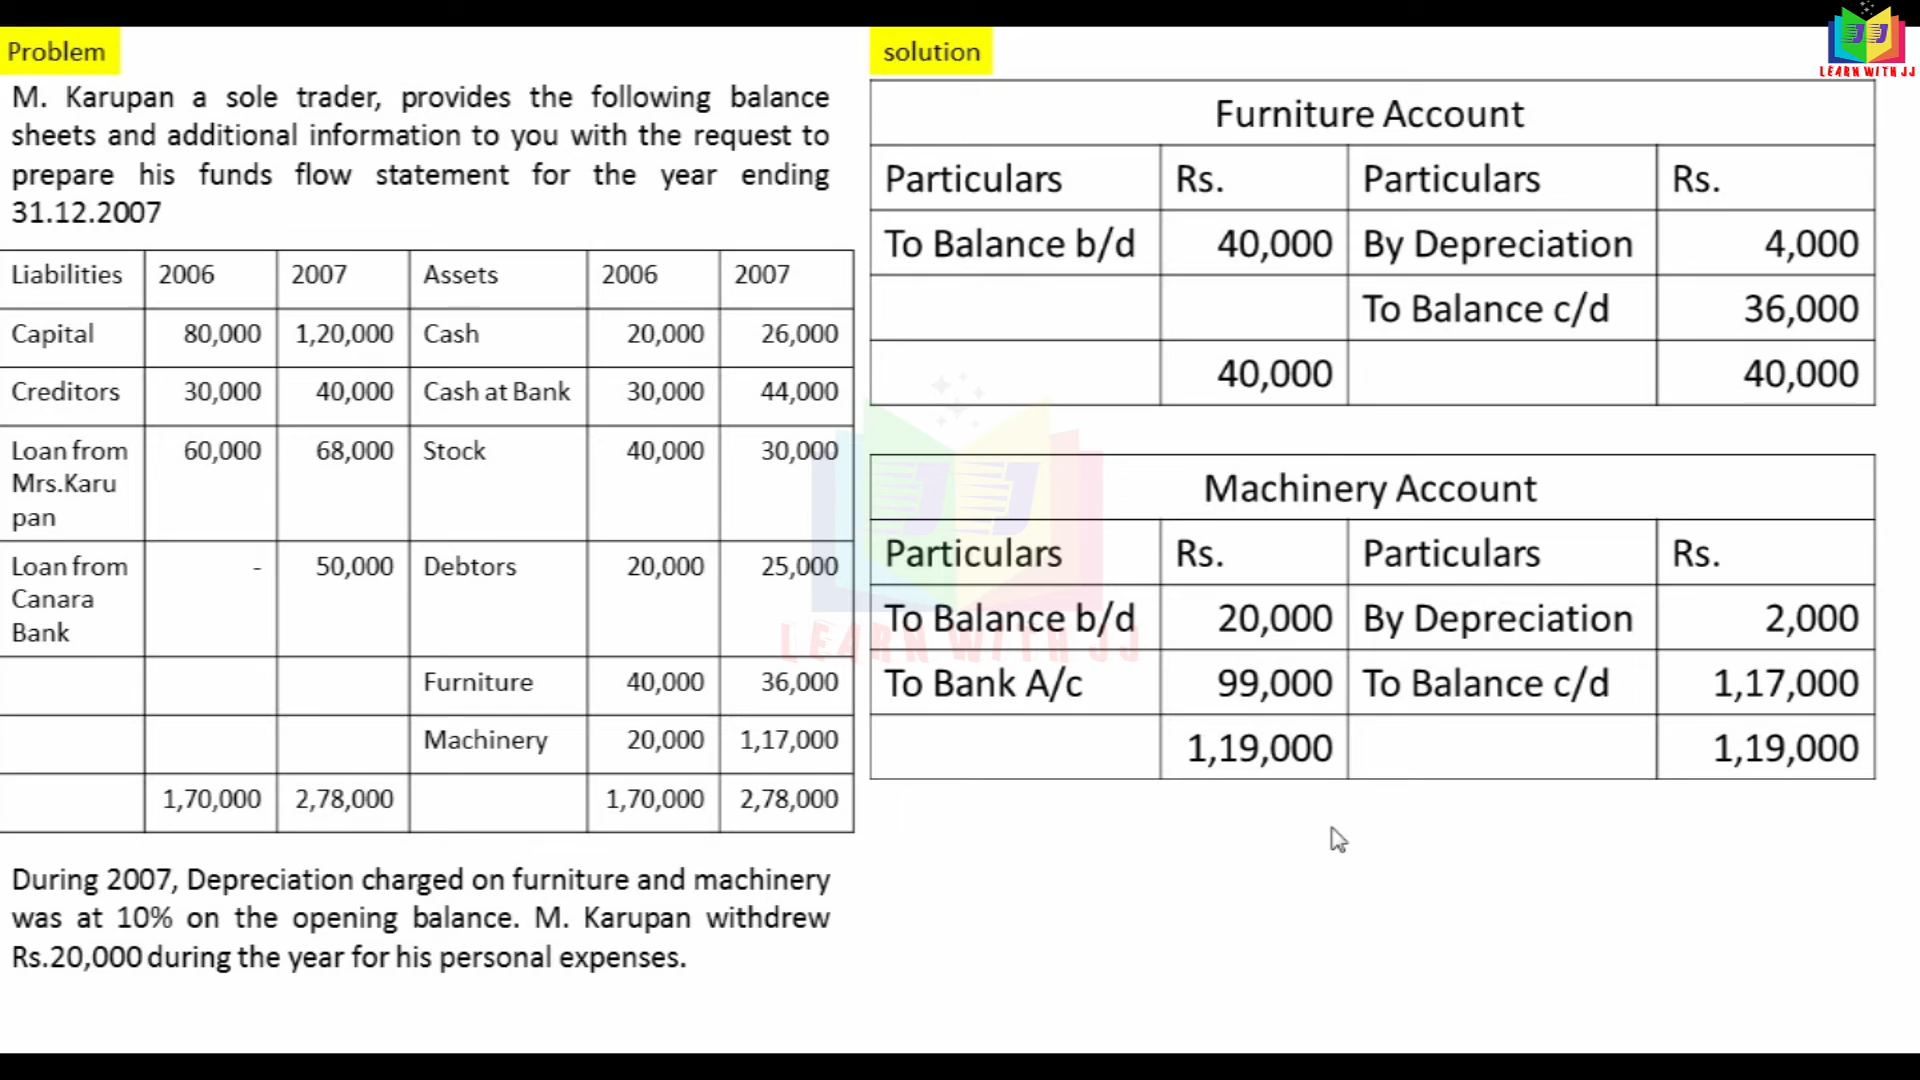 Problem
M. Karupan a sole trader, provides the following balance
sheets and additional information to you with the request to
prepare his funds flow statement for the year ending
31.12.2007
Liabilities 2006 2007 Assets 2006 2007
Capital 80,000 1,20,000 Cash 20,000 26,000
Creditors 30,000 40,000 Cash at Bank 30,000 44,000
Loan from 60,000 68,000 Stock 40,000 30,000
Mrs.Karu
pan
Loan from - 50,000 Debtors 20,000 25,000
Canara
Bank
Furniture 40,000 36,000
Machinery 20,000 1,17,000
1,70,000 2,78,000 1,70,000 2,78,000
During 2007, Depreciation charged on furniture and machinery
was at 10% on the opening balance. M. Karupan withdrew
Rs.20,000 during the year for his personal expenses.
solution
Furniture Account
Particulars Rs. Particulars Rs.
To Balance b/d 40,000 By Depreciation 4,000
To Balance c/d 36,000
40,000 40,000
Machinery Account
Particulars Rs. Particulars Rs.
To Balance b/d 20,000 By Depreciation 2,000
To Bank A/c 99,000 To Balance c/d 1,17,000
1,19,000 1,19,000
JJ
LEARN WITH JJ
JJ
LEARN WITH JJ